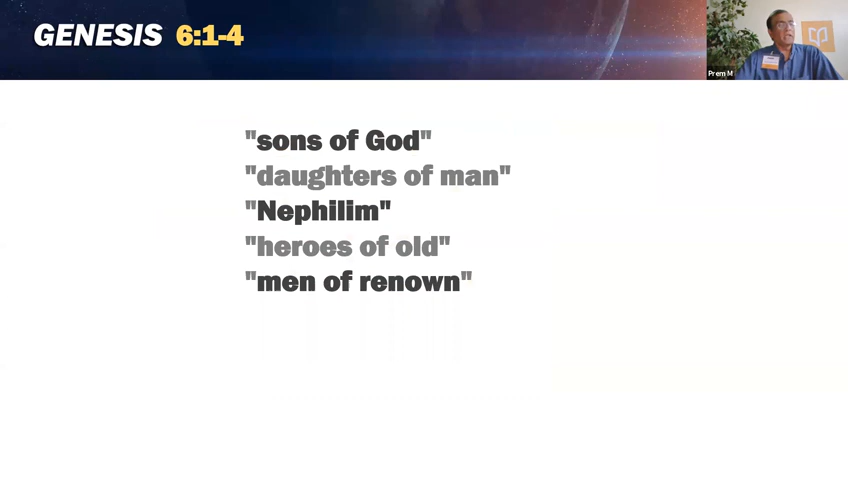 GENESIS 6:1-4
Prem M
"sons of God"
"daughters of man"
"Nephilim"
"heroes of old"
"men of renown"